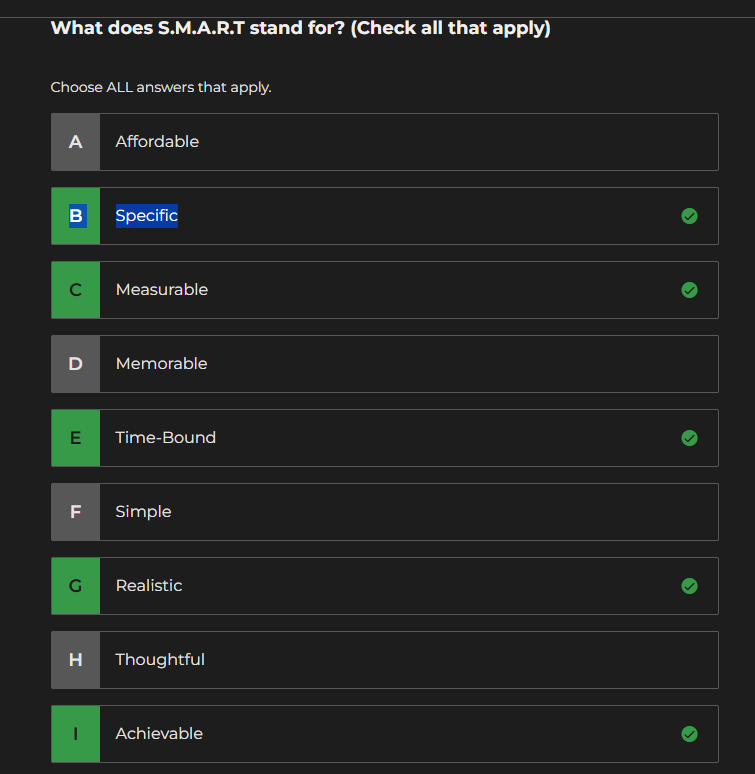 What does S.M.A.R.T stand for? (Check all that apply)
Choose ALL answers that apply.
A Affordable
B Specific
C Measurable
D Memorable
E Time-Bound
F Simple
G Realistic
H Thoughtful
I Achievable